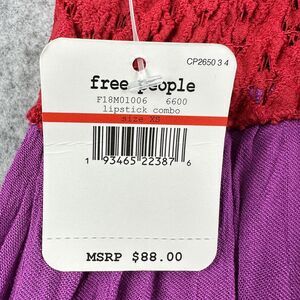 CP2650 3 4
free people
F18M01006 6600
lipstick combo
size XS
1 93465 22387 6
MSRP $88.00